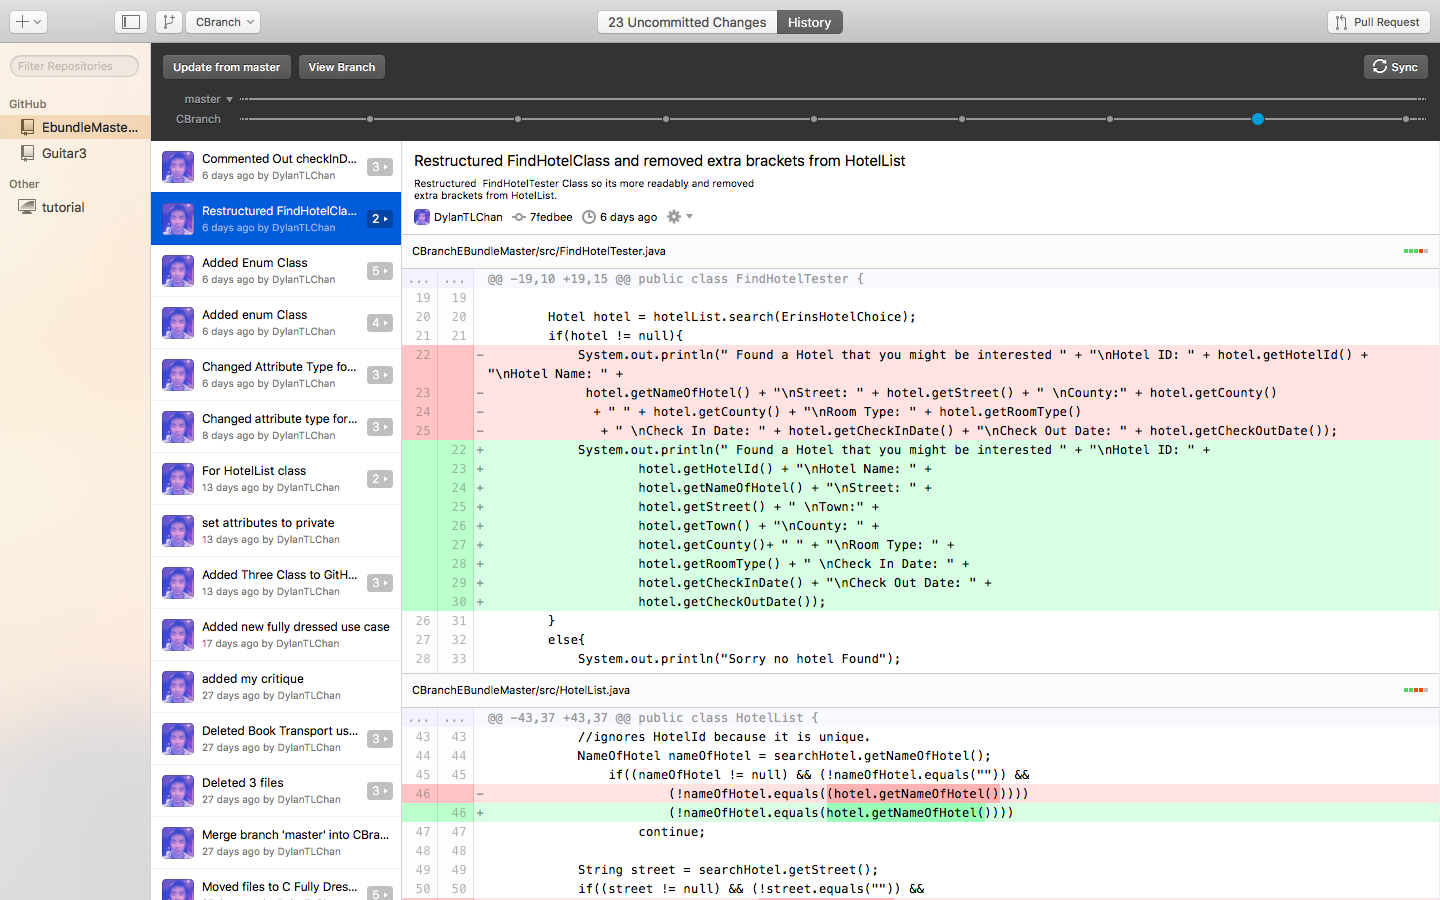 CBranch
23 Uncommitted Changes
History
Pull Request
Filter Repositories
GitHub
EbundleMaste...
Guitar3
Other
tutorial
Update from master
View Branch
Sync
master
CBranch
Commented Out checkInD...
6 days ago by DylanTLChan
3
Restructured FindHotelCla...
6 days ago by DylanTLChan
2
Added Enum Class
6 days ago by DylanTLChan
5
Added enum Class
6 days ago by DylanTLChan
4
Changed Attribute Type fo...
6 days ago by DylanTLChan
3
Changed attribute type for...
8 days ago by DylanTLChan
3
For HotelList class
13 days ago by DylanTLChan
2
set attributes to private
13 days ago by DylanTLChan
Added Three Class to GitH...
13 days ago by DylanTLChan
3
Added new fully dressed use case
17 days ago by DylanTLChan
added my critique
27 days ago by DylanTLChan
Deleted Book Transport us...
27 days ago by DylanTLChan
3
Deleted 3 files
27 days ago by DylanTLChan
3
Merge branch 'master' into CBra...
27 days ago by DylanTLChan
Moved files to C Fully Dres...
5
Restructured FindHotelClass and removed extra brackets from HotelList
Restructured  FindHotelTester Class so its more readably and removed
extra brackets from HotelList.
DylanTLChan 7fedbee 6 days ago
CBranchEBundleMaster/src/FindHotelTester.java
... ... @@ -19,10 +19,15 @@ public class FindHotelTester {
19 19
20 20 Hotel hotel = hotelList.search(ErinsHotelChoice);
21 21 if(hotel != null){
22 - System.out.println(" Found a Hotel that you might be interested " + "\nHotel ID: " + hotel.getHotelId() +
"\nHotel Name: " +
23 - hotel.getNameOfHotel() + "\nStreet: " + hotel.getStreet() + " \nCounty:" + hotel.getCounty()
24 - + " " + hotel.getCounty() + "\nRoom Type: " + hotel.getRoomType()
25 - + " \nCheck In Date: " + hotel.getCheckInDate() + "\nCheck Out Date: " + hotel.getCheckOutDate());
22 + System.out.println(" Found a Hotel that you might be interested " + "\nHotel ID: " +
23 + hotel.getHotelId() + "\nHotel Name: " +
24 + hotel.getNameOfHotel() + "\nStreet: " +
25 + hotel.getStreet() + " \nTown:" +
26 + hotel.getTown() + "\nCounty: " +
27 + hotel.getCounty()+ " " + "\nRoom Type: " +
28 + hotel.getRoomType() + " \nCheck In Date: " +
29 + hotel.getCheckInDate() + "\nCheck Out Date: " +
30 + hotel.getCheckOutDate());
26 31 }
27 32 else{
28 33 System.out.println("Sorry no hotel Found");
CBranchEBundleMaster/src/HotelList.java
... ... @@ -43,37 +43,37 @@ public class HotelList {
43 43 //ignores HotelId because it is unique.
44 44 NameOfHotel nameOfHotel = searchHotel.getNameOfHotel();
45 45 if((nameOfHotel != null) && (!nameOfHotel.equals("")) &&
46 - (!nameOfHotel.equals((hotel.getNameOfHotel()))))
46 + (!nameOfHotel.equals(hotel.getNameOfHotel())))
47 47 continue;
48 48
49 49 String street = searchHotel.getStreet();
50 50 if((street != null) && (!street.equals("")) &&